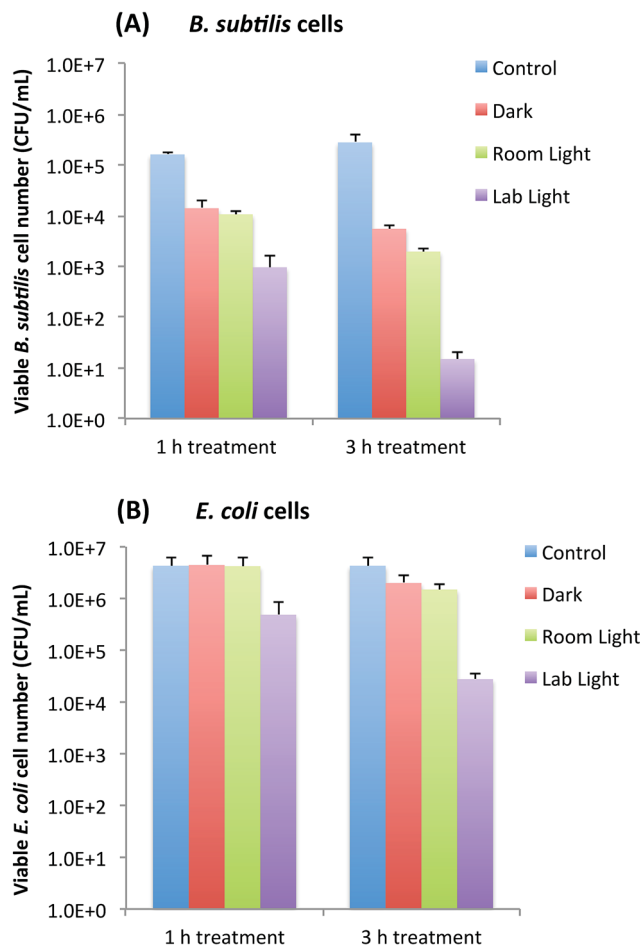 (A) B. subtilis cells
Viable B. subtilis cell number (CFU/mL)
1.0E+7
1.0E+6
1.0E+5
1.0E+4
1.0E+3
1.0E+2
1.0E+1
1.0E+0
1 h treatment
3 h treatment
Control
Dark
Room Light
Lab Light
(B) E. coli cells
Viable E. coli cell number (CFU/mL)
1.0E+7
1.0E+6
1.0E+5
1.0E+4
1.0E+3
1.0E+2
1.0E+1
1.0E+0
1 h treatment
3 h treatment
Control
Dark
Room Light
Lab Light